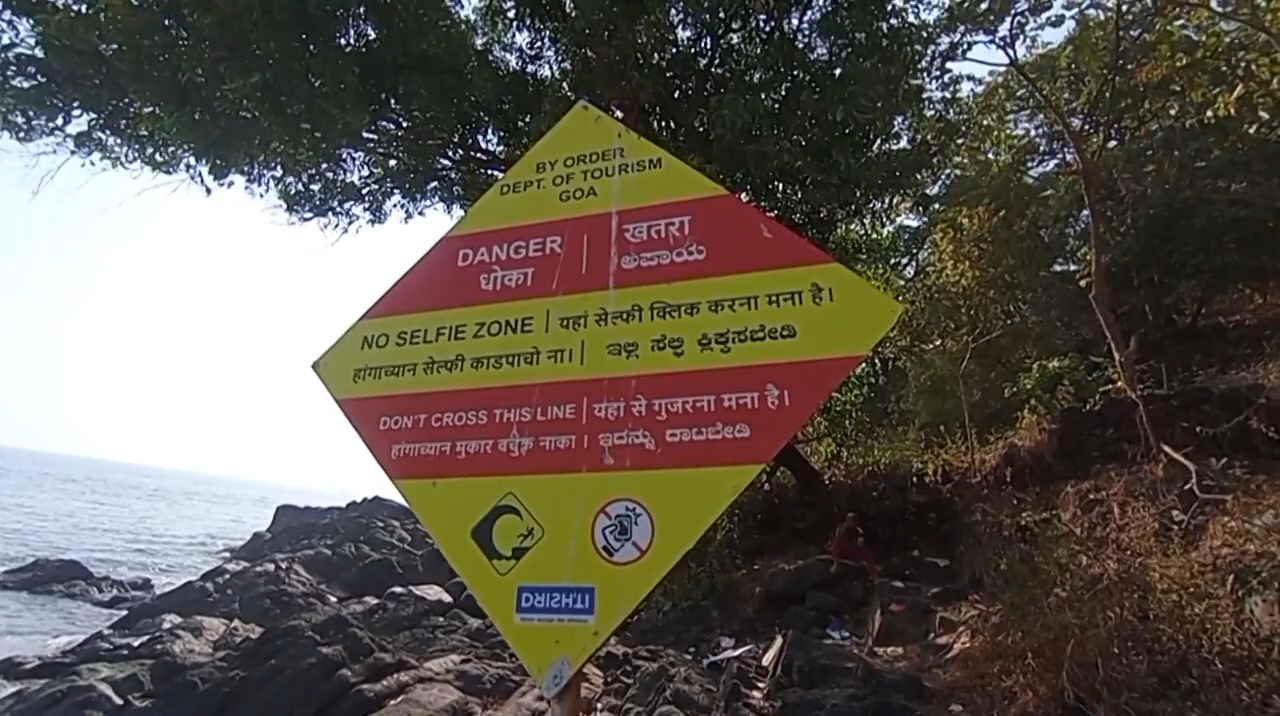 BY ORDER
DEPT. OF TOURISM
GOA
DANGER | खतरा
धोका | ಅಪಾಯ
NO SELFIE ZONE | यहां सेल्फी क्लिक करना मना है।
हांगाच्यान सेल्फी काडपाचो ना। | ಇಲ್ಲಿ ಸೆಲ್ಫಿ ಕ್ಲಿಕ್ಕಿಸಬೇಡಿ
DON'T CROSS THIS LINE | यहां से गुजरना मना है।
हांगाच्यान मुकार वचुंक नाका। ಇದನ್ನು ದಾಟಬೇಡಿ
DRISHTI